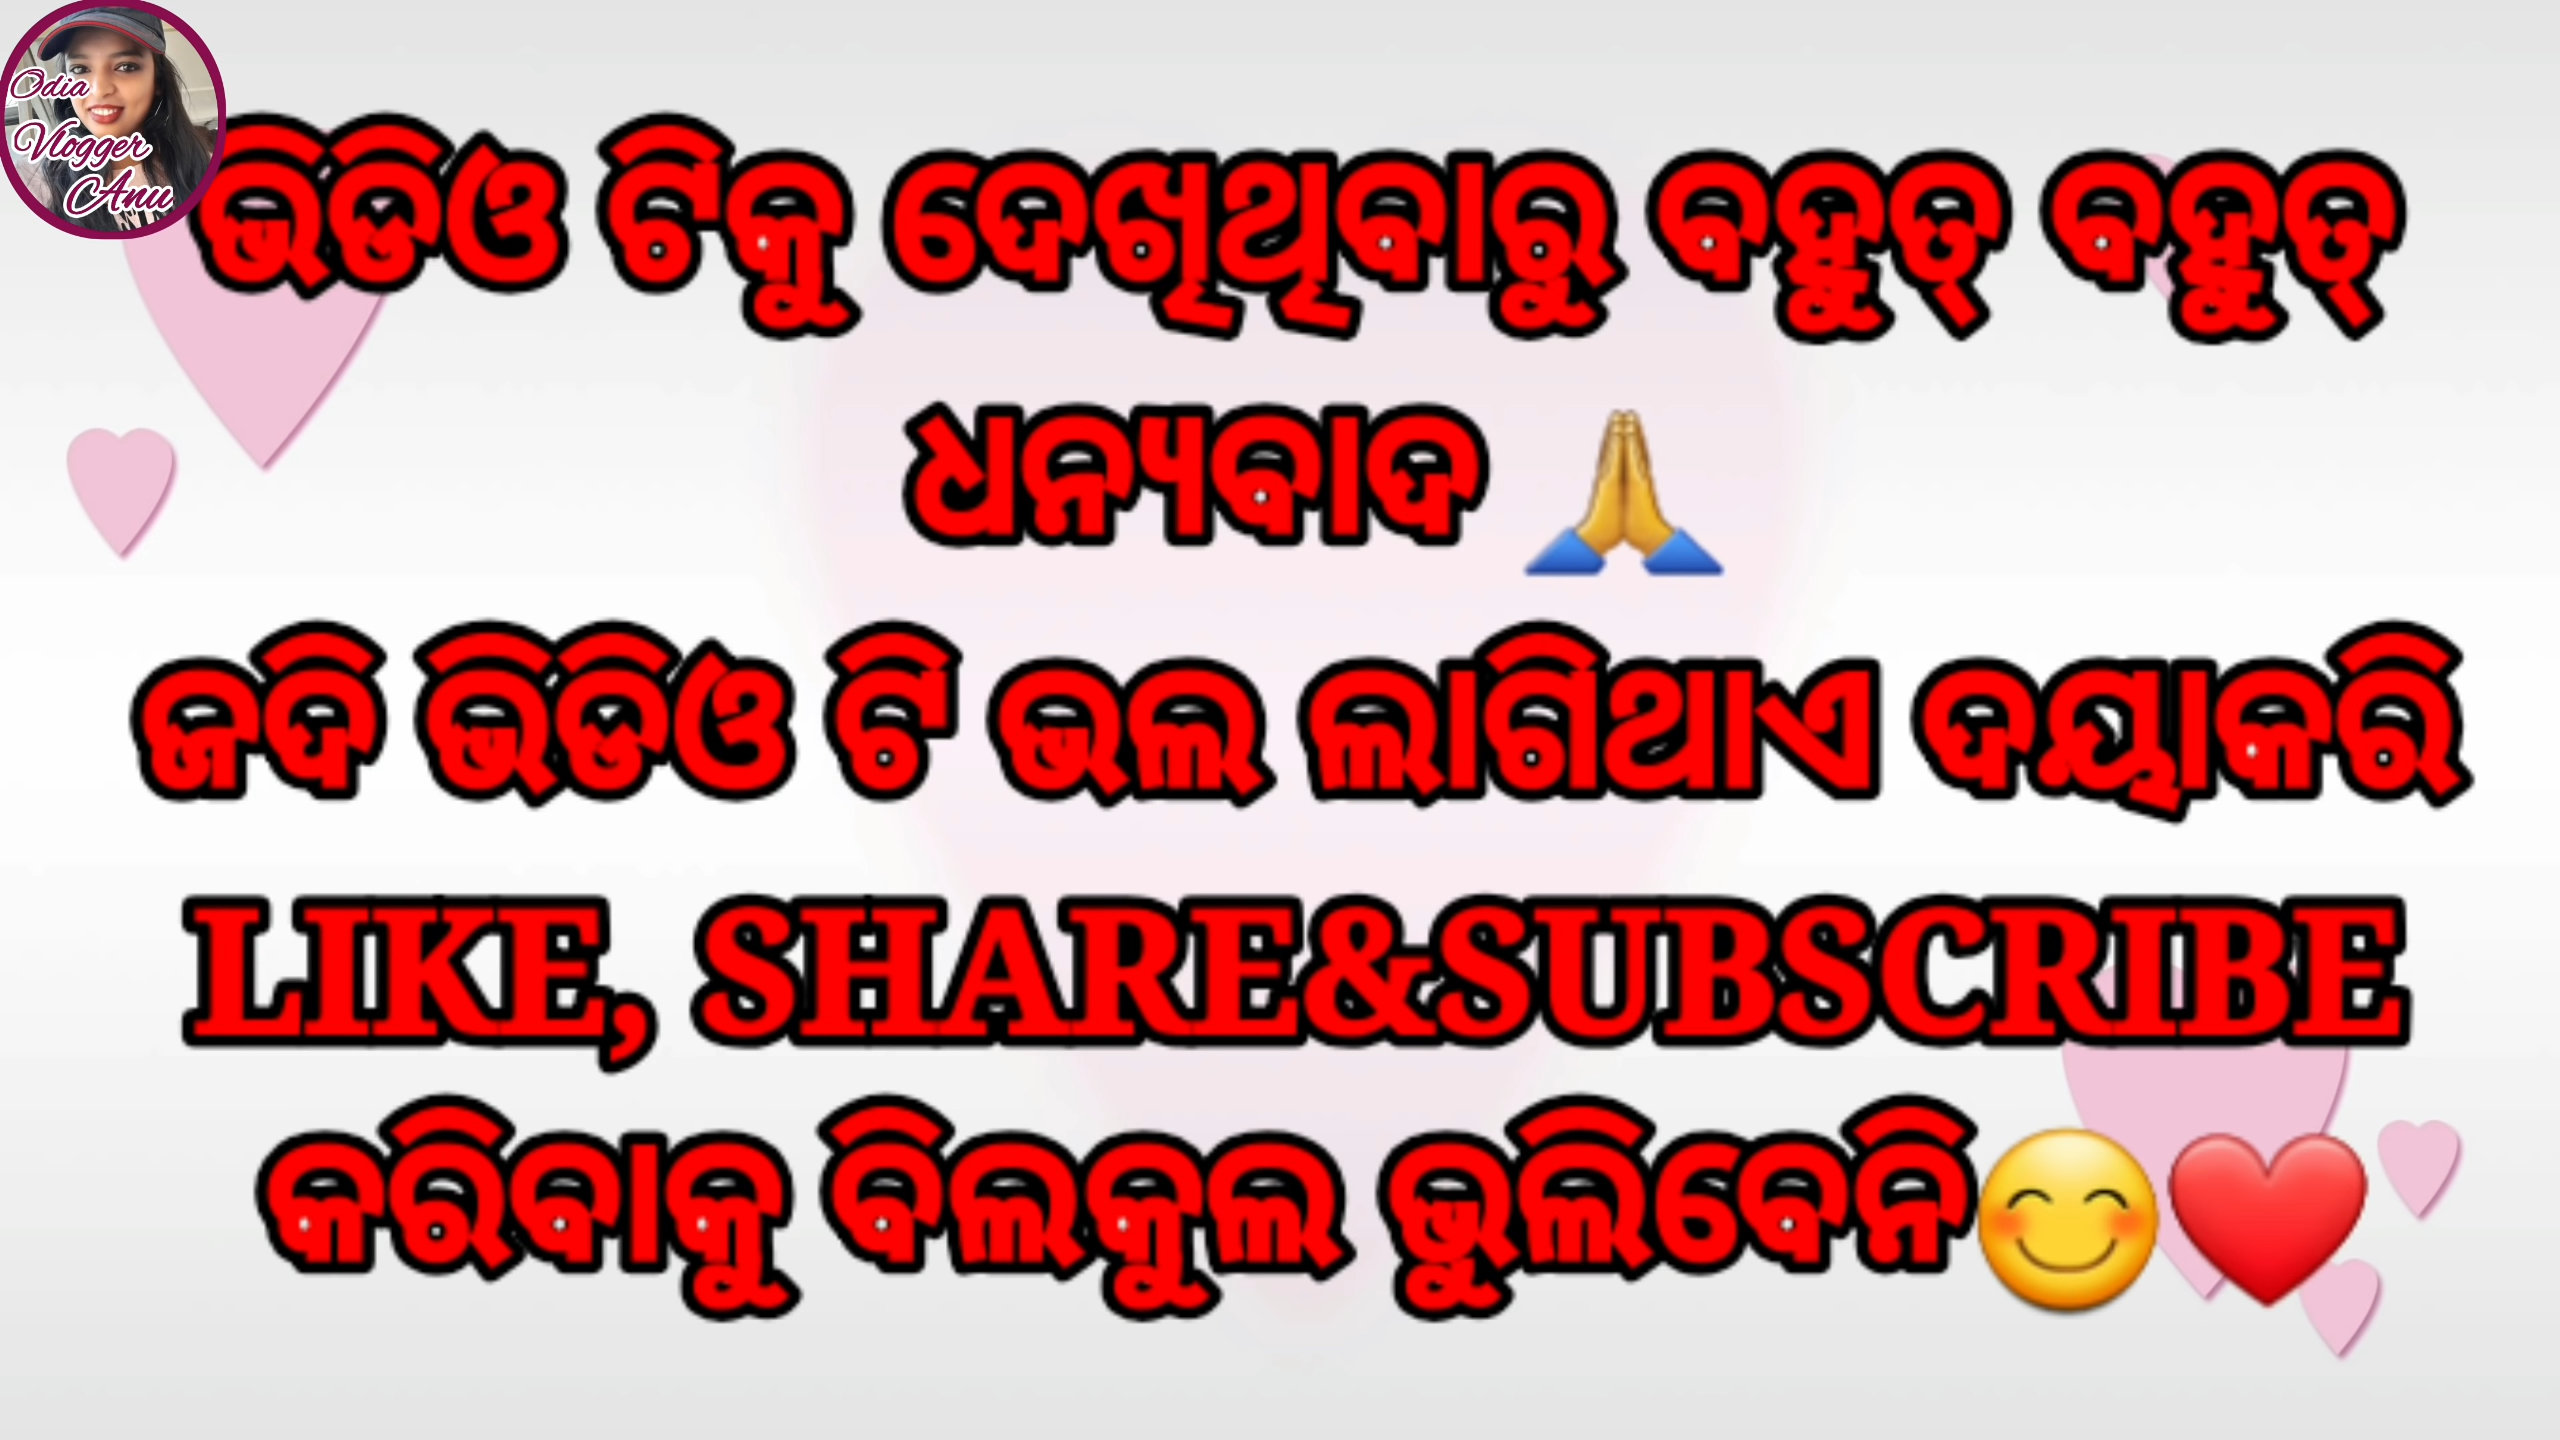 Odia
Vlogger
Anu
ଭିଡିଓ ଟିକୁ ଦେଖିଥିବାରୁ ବହୁତ୍ ବହୁତ୍
ଧନ୍ୟବାଦ 🙏
ଜଦି ଭିଡିଓ ଟି ଭଲ ଲାଗିଥାଏ ଦୟାକରି
LIKE, SHARE&SUBSCRIBE
କରିବାକୁ ବିଲକୁଲ ଭୁଲିବେନି😊❤️